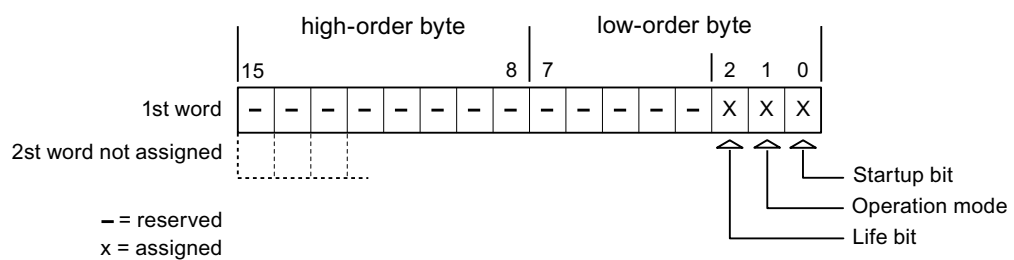 high-order byte low-order byte
15 8 7 2 1 0
1st word – – – – – – – – – – – – – X X X
2st word not assigned
Startup bit
– = reserved Operation mode
x = assigned Life bit